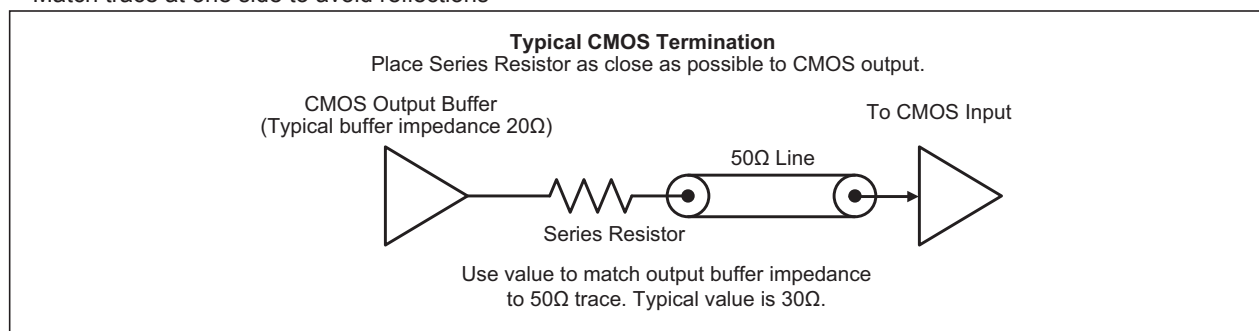 Match trace at one side to avoid reflections
Typical CMOS Termination
Place Series Resistor as close as possible to CMOS output.
CMOS Output Buffer
(Typical buffer impedance 20Ω)
To CMOS Input
50Ω Line
Series Resistor
Use value to match output buffer impedance
to 50Ω trace. Typical value is 30Ω.